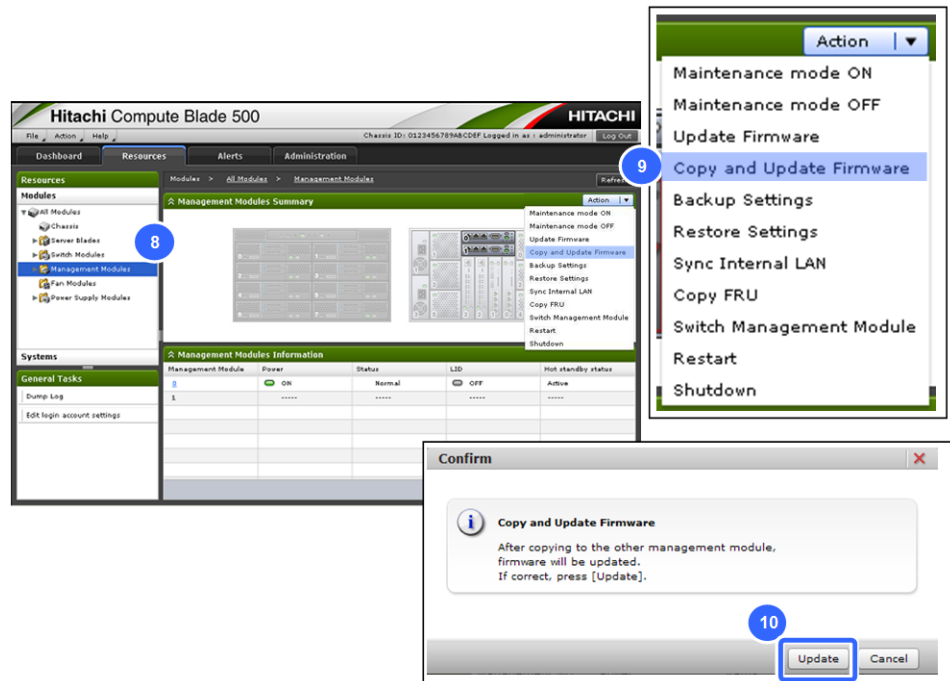 Hitachi Compute Blade 500
HITACHI
File Action Help
Chassis ID: 0123456789ABCDEF Logged in as : administrator Log Out
Dashboard Resources Alerts Administration
Resources
Modules
All Modules
Chassis
Server Blades
Switch Modules
Management Modules
Fan Modules
Power Supply Modules
8
Systems
General Tasks
Dump Log
Edit login account settings
Modules > All Modules > Management Modules
Management Modules Summary
Action
Maintenance mode ON
Maintenance mode OFF
Update Firmware
Copy and Update Firmware
Backup Settings
Restore Settings
Sync Internal LAN
Copy FRU
Switch Management Module
Restart
Shutdown
Management Modules Information
Management Module Power Status LID Hot standby status
0 ON Normal OFF Active
1 ----- ----- ----- -----
Action
Maintenance mode ON
Maintenance mode OFF
Update Firmware
9
Copy and Update Firmware
Backup Settings
Restore Settings
Sync Internal LAN
Copy FRU
Switch Management Module
Restart
Shutdown
Confirm
Copy and Update Firmware
After copying to the other management module,
firmware will be updated.
If correct, press [Update].
10
Update Cancel